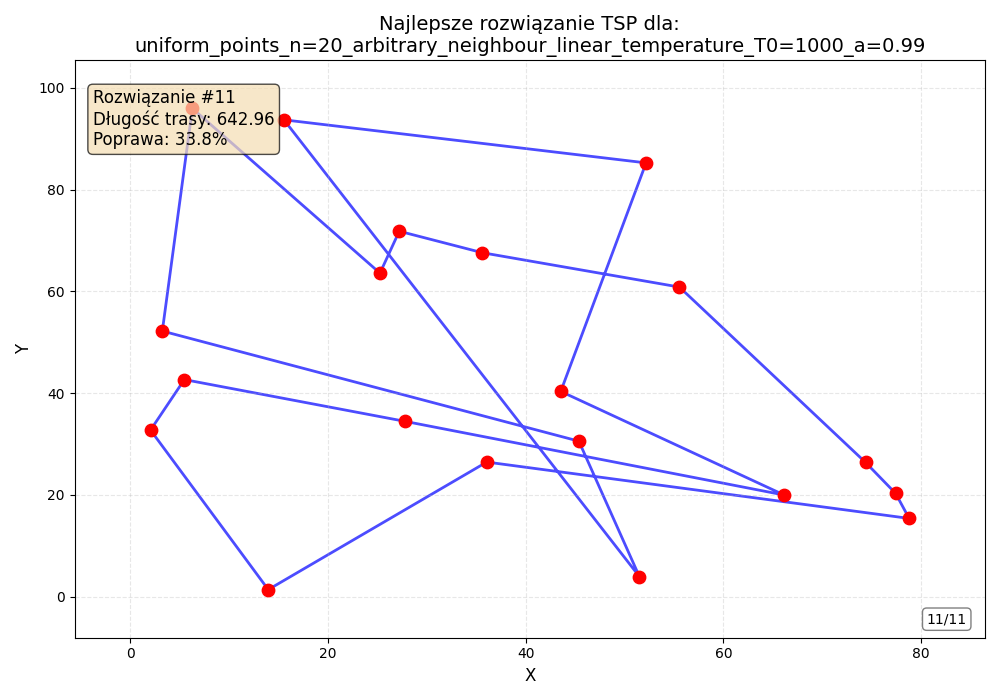 Najlepsze rozwiązanie TSP dla:
uniform_points_n=20_arbitrary_neighbour_linear_temperature_T0=1000_a=0.99
Rozwiązanie #11
Długość trasy: 642.96
Poprawa: 33.8%
100
80
60
40
20
0
Y
11/11
0 20 40 60 80
X